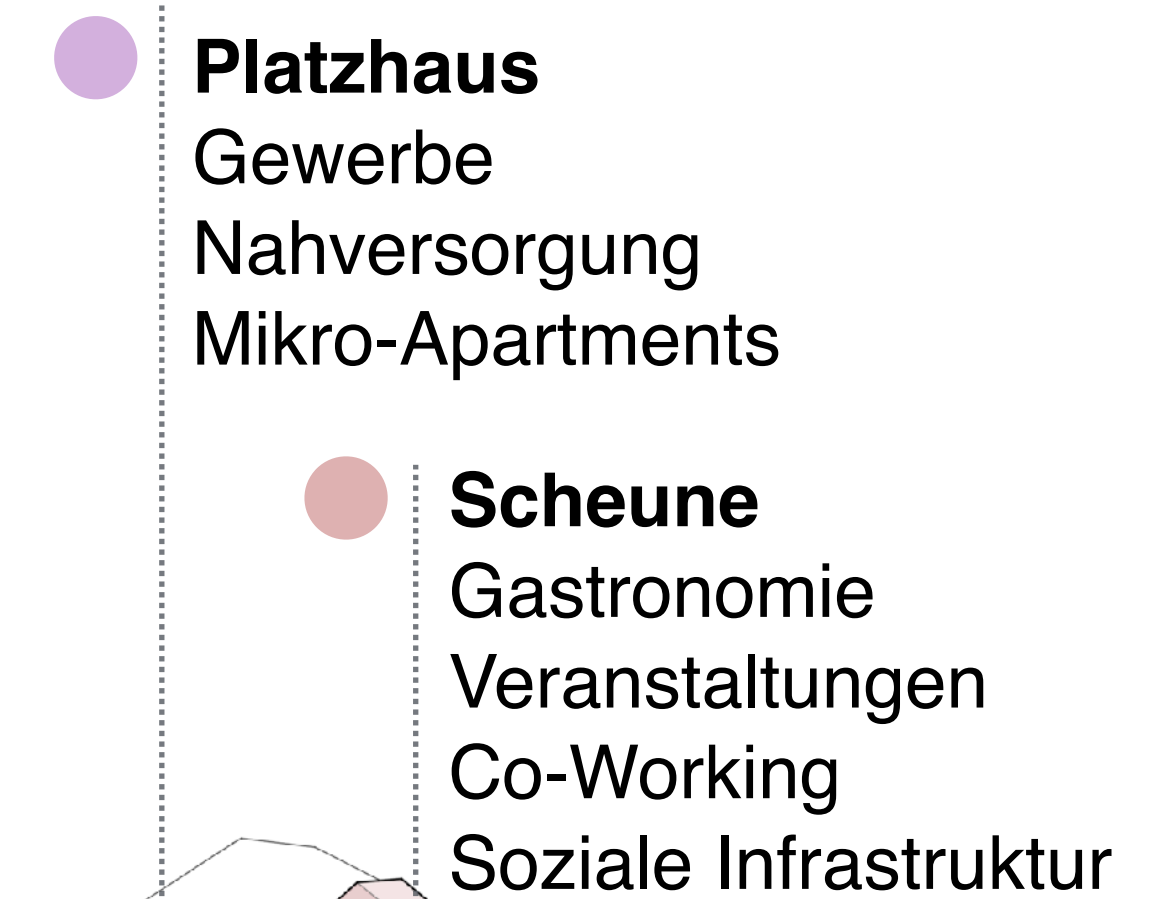 Platzhaus
Gewerbe
Nahversorgung
Mikro-Apartments
Scheune
Gastronomie
Veranstaltungen
Co-Working
Soziale Infrastruktur